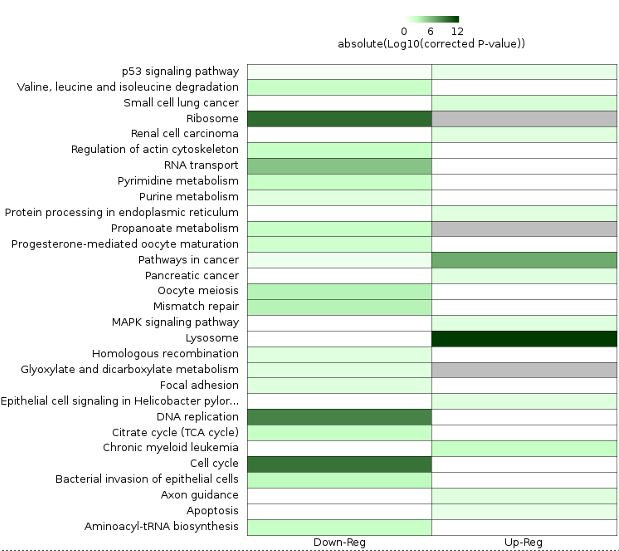 0 6 12
absolute(Log10(corrected P-value))
p53 signaling pathway
Valine, leucine and isoleucine degradation
Small cell lung cancer
Ribosome
Renal cell carcinoma
Regulation of actin cytoskeleton
RNA transport
Pyrimidine metabolism
Purine metabolism
Protein processing in endoplasmic reticulum
Propanoate metabolism
Progesterone-mediated oocyte maturation
Pathways in cancer
Pancreatic cancer
Oocyte meiosis
Mismatch repair
MAPK signaling pathway
Lysosome
Homologous recombination
Glyoxylate and dicarboxylate metabolism
Focal adhesion
Epithelial cell signaling in Helicobacter pylor...
DNA replication
Citrate cycle (TCA cycle)
Chronic myeloid leukemia
Cell cycle
Bacterial invasion of epithelial cells
Axon guidance
Apoptosis
Aminoacyl-tRNA biosynthesis
Down-Reg Up-Reg